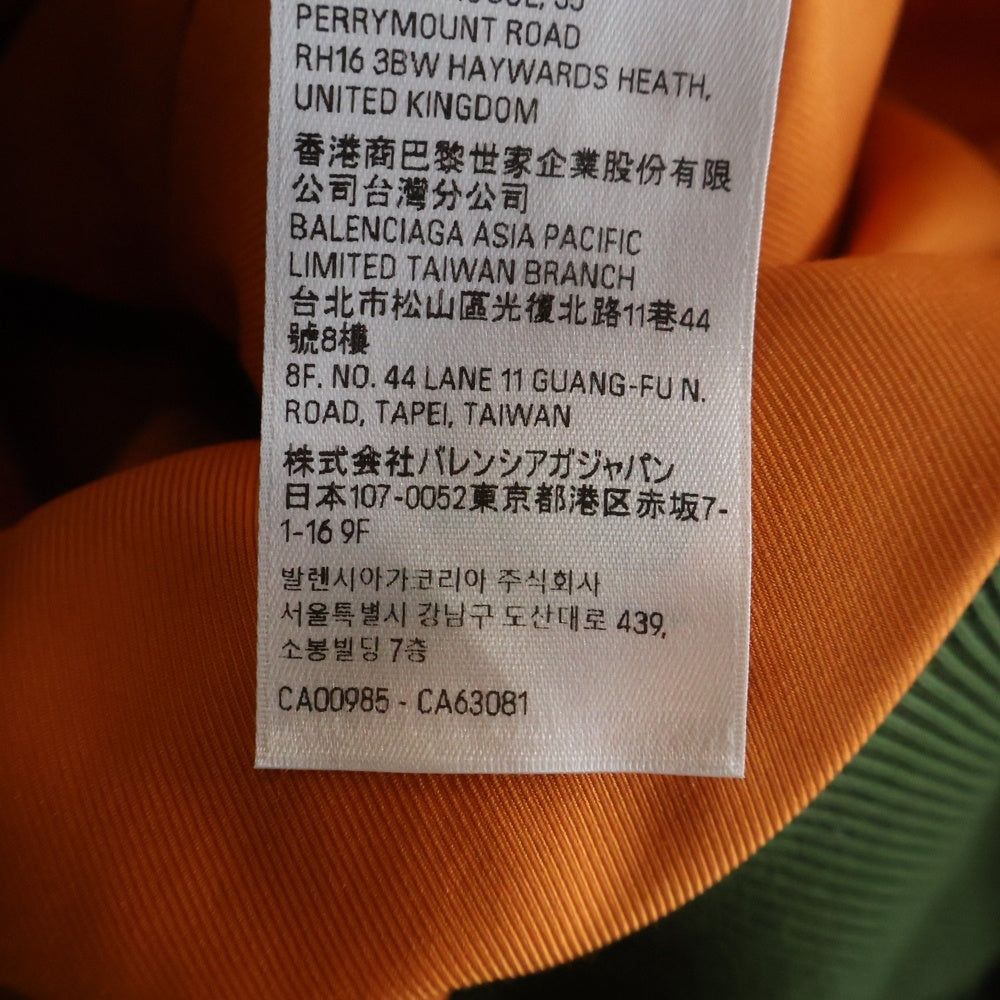 PERRYMOUNT ROAD
RH16 3BW HAYWARDS HEATH,
UNITED KINGDOM
香港商巴黎世家企業股份有限
公司台灣分公司
BALENCIAGA ASIA PACIFIC
LIMITED TAIWAN BRANCH
台北市松山區光復北路11巷44
號8樓
8F. NO. 44 LANE 11 GUANG-FU N.
ROAD, TAPEI, TAIWAN
株式会社バレンシアガジャパン
日本107-0052東京都港区赤坂7-
1-16 9F
발렌시아가코리아 주식회사
서울특별시 강남구 도산대로 439,
소봉빌딩 7층
CA00985 - CA63081